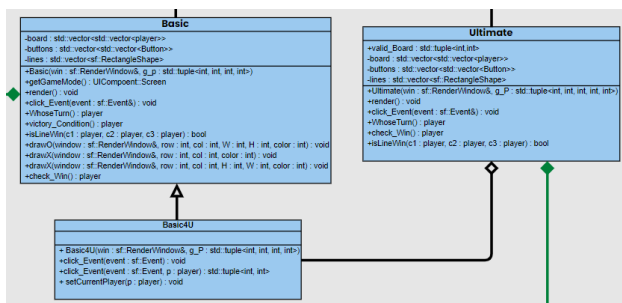 Basic
-board : std::vector<std::vector<player>>
-buttons : std::vector<std::vector<Button>>
-lines : std::vector<sf::RectangleShape>
+Basic(win : sf::RenderWindow&, g_p : std::tuple<int, int, int, int>)
+getGameMode() : UICompoent::Screen
+render() : void
+click_Event(event : sf::Event&) : void
+WhoseTurn() : player
+victory_Condition() : player
+isLineWin(c1 : player, c2 : player, c3 : player) : bool
+drawO(window : sf::RenderWindow&, row : int, col : int, W : int, H : int, color : int) : void
+drawX(window : sf::RenderWindow&, row : int, col : int, color : int) : void
+drawX(window : sf::RenderWindow&, row : int, col : int, H : int, W : int, color : int) : void
+check_Win() : player
Ultimate
+valid_Board : std::tuple<int,int>
-board : std::vector<std::vector<player>>
-buttons : std::vector<std::vector<Button>>
-lines : std::vector<sf::RectangleShape>
+Ultimate(win : sf::RenderWindow&, g_P : std::tuple<int, int, int, int, int>)
+render() : void
+click_Event(event : sf::Event&) : void
+WhoseTurn() : player
+check_Win() : player
+isLineWin(c1 : player, c2 : player, c3 : player) : bool
Basic4U
+ Basic4U(win : sf::RenderWindow&, g_P : std::tuple<int, int, int, int>)
+click_Event(event : sf::Event) : void
+click_Event(event : sf::Event, p : player) : std::tuple<int, int>
+ setCurrentPlayer(p : player) : void